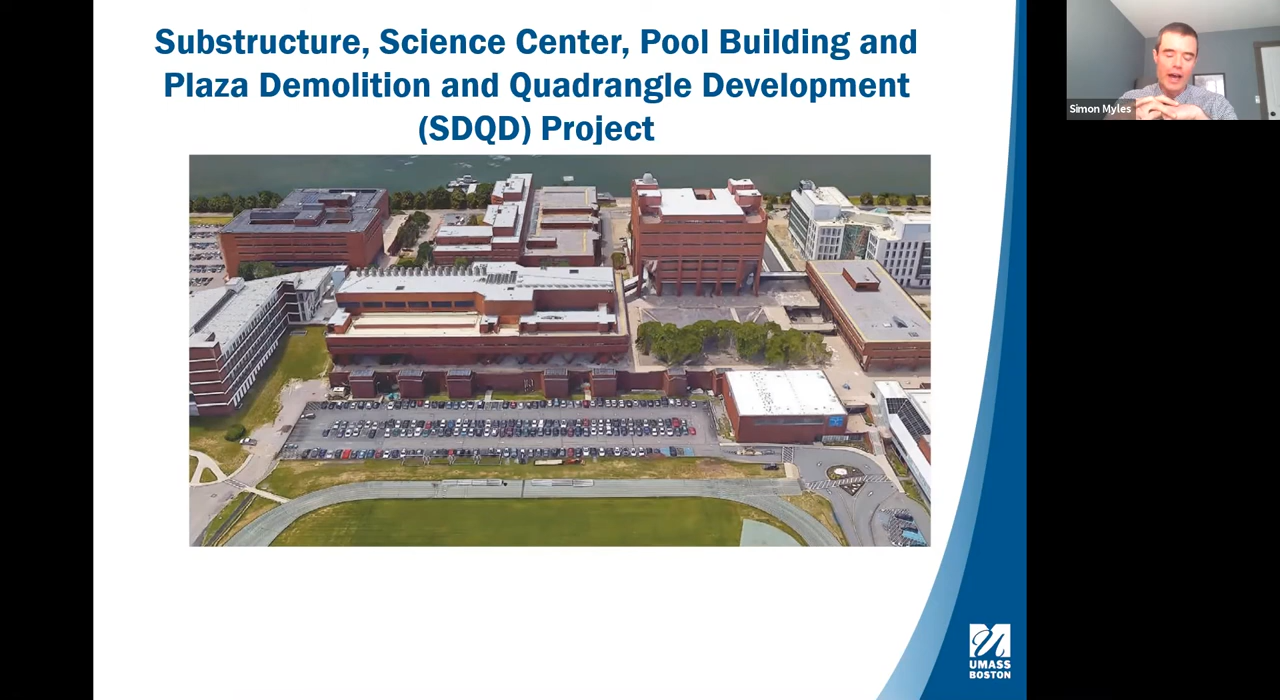 Substructure, Science Center, Pool Building and
Plaza Demolition and Quadrangle Development
(SDQD) Project
Simon Myles
UMASS
BOSTON